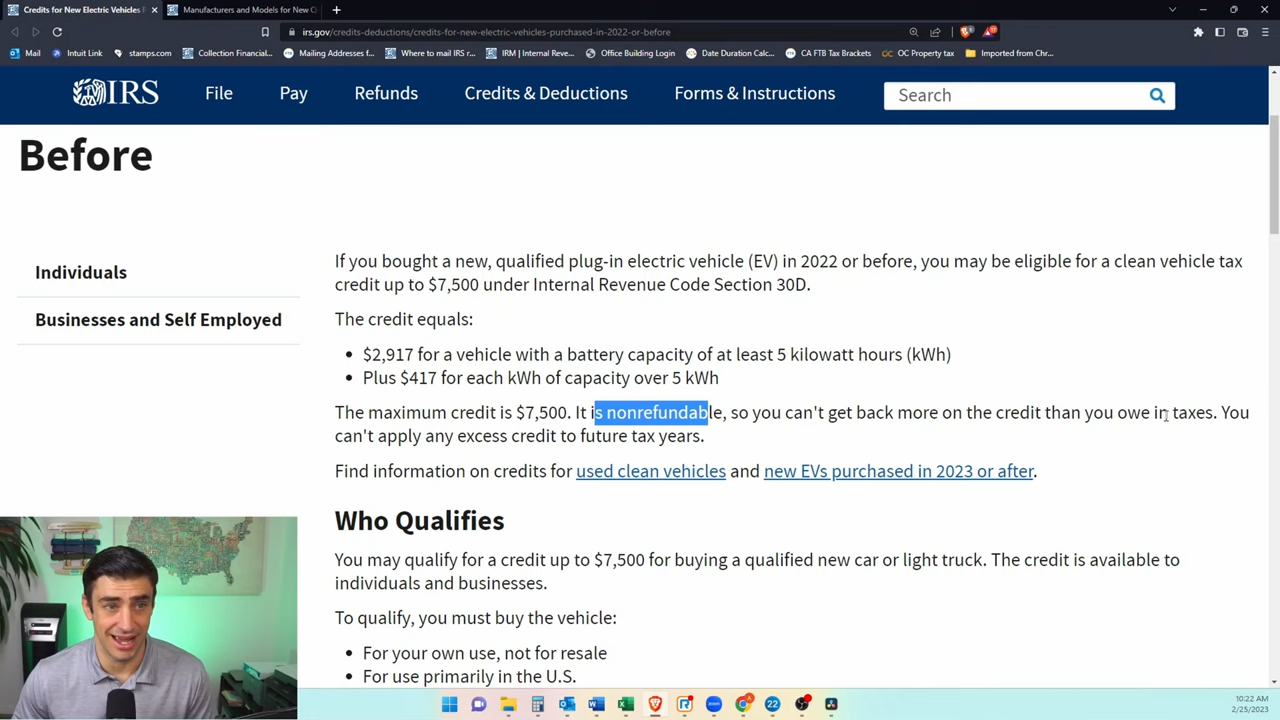 Credits for New Electric Vehicles P
Manufacturers and Models for New C
irs.gov/credits-deductions/credits-for-new-electric-vehicles-purchased-in-2022-or-before
Mail
Intuit Link
stamps.com
Collection Financial...
Mailing Addresses f...
Where to mail IRS r...
IRM | Internal Reve...
Office Building Login
Date Duration Calc...
CA FTB Tax Brackets
OC Property tax
Imported from Chr...
IRS
File
Pay
Refunds
Credits & Deductions
Forms & Instructions
Search
Before
Individuals
Businesses and Self Employed
If you bought a new, qualified plug-in electric vehicle (EV) in 2022 or before, you may be eligible for a clean vehicle tax
credit up to $7,500 under Internal Revenue Code Section 30D.
The credit equals:
• $2,917 for a vehicle with a battery capacity of at least 5 kilowatt hours (kWh)
• Plus $417 for each kWh of capacity over 5 kWh
The maximum credit is $7,500. It is nonrefundable, so you can't get back more on the credit than you owe in taxes. You
can't apply any excess credit to future tax years.
Find information on credits for used clean vehicles and new EVs purchased in 2023 or after.
Who Qualifies
You may qualify for a credit up to $7,500 for buying a qualified new car or light truck. The credit is available to
individuals and businesses.
To qualify, you must buy the vehicle:
• For your own use, not for resale
• For use primarily in the U.S.
22
10:22 AM
2/25/2023